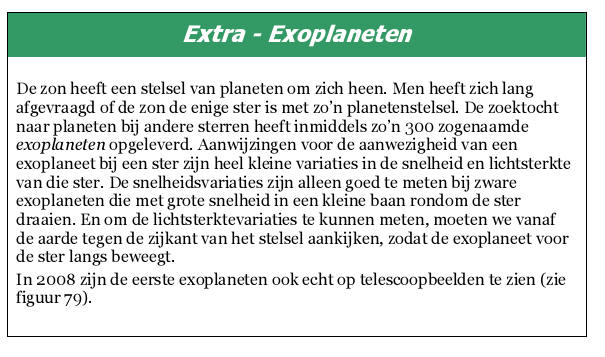 Extra - Exoplaneten
De zon heeft een stelsel van planeten om zich heen. Men heeft zich lang
afgevraagd of de zon de enige ster is met zo’n planetenstelsel. De zoektocht
naar planeten bij andere sterren heeft inmiddels zo’n 300 zogenaamde
exoplaneten opgeleverd. Aanwijzingen voor de aanwezigheid van een
exoplaneet bij een ster zijn heel kleine variaties in de snelheid en lichtsterkte
van die ster. De snelheidsvariaties zijn alleen goed te meten bij zware
exoplaneten die met grote snelheid in een kleine baan rondom de ster
draaien. En om de lichtsterktevariaties te kunnen meten, moeten we vanaf
de aarde tegen de zijkant van het stelsel aankijken, zodat de exoplaneet voor
de ster langs beweegt.
In 2008 zijn de eerste exoplaneten ook echt op telescoopbeelden te zien (zie
figuur 79).